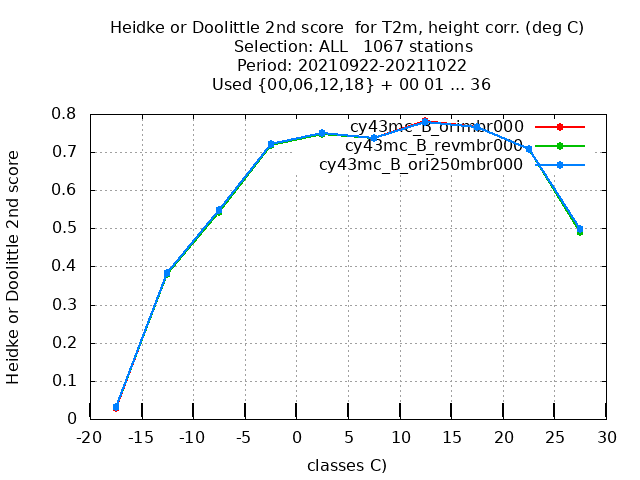 Heidke or Doolittle 2nd score  for T2m, height corr. (deg C)
Selection: ALL   1067 stations
Period: 20210922-20211022
Used {00,06,12,18} + 00 01 ... 36
cy43mc_B_orimbr000
cy43mc_B_revmbr000
cy43mc_B_ori250mbr000
Heidke or Doolittle 2nd score
0.8
0.7
0.6
0.5
0.4
0.3
0.2
0.1
0
-20 -15 -10 -5 0 5 10 15 20 25 30
classes C)